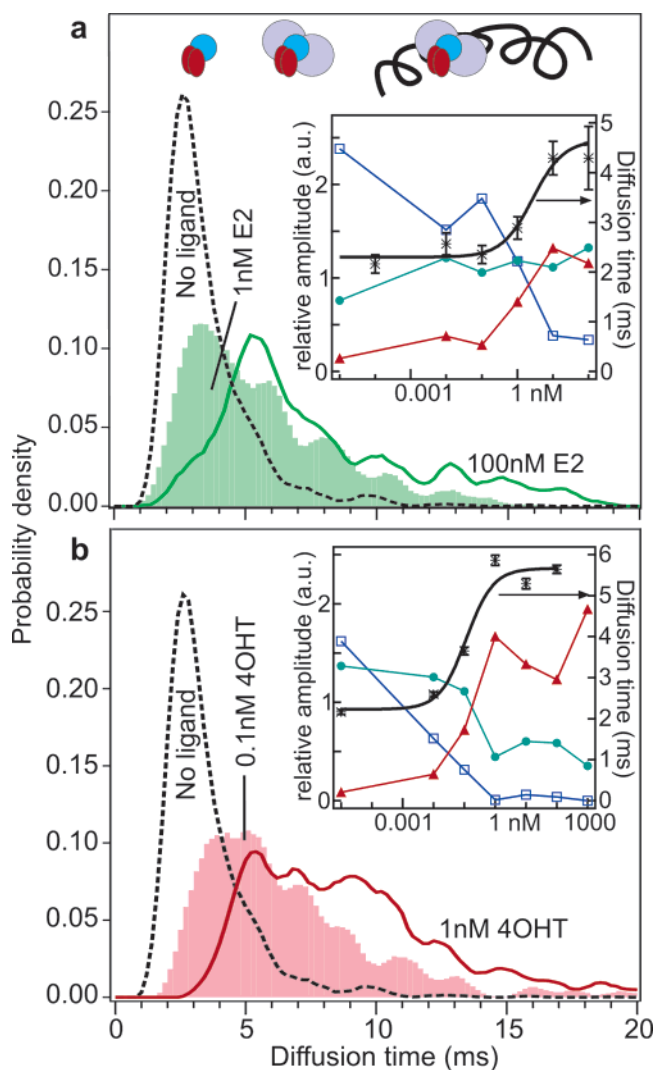 a
0.25
0.20
0.15
0.10
0.05
0.00
No ligand
1nM E2
100nM E2
relative amplitude (a.u.)
2
1
0
5
4
3
2
1
0
Diffusion time (ms)
0.001
1 nM
Probability density
b
0.25
0.20
0.15
0.10
0.05
0.00
No ligand
0.1nM 4OHT
1nM 4OHT
relative amplitude (a.u.)
2
1
0
6
5
4
3
2
1
0
Diffusion time (ms)
0.001
1 nM
1000
0
5
10
15
20
Diffusion time (ms)